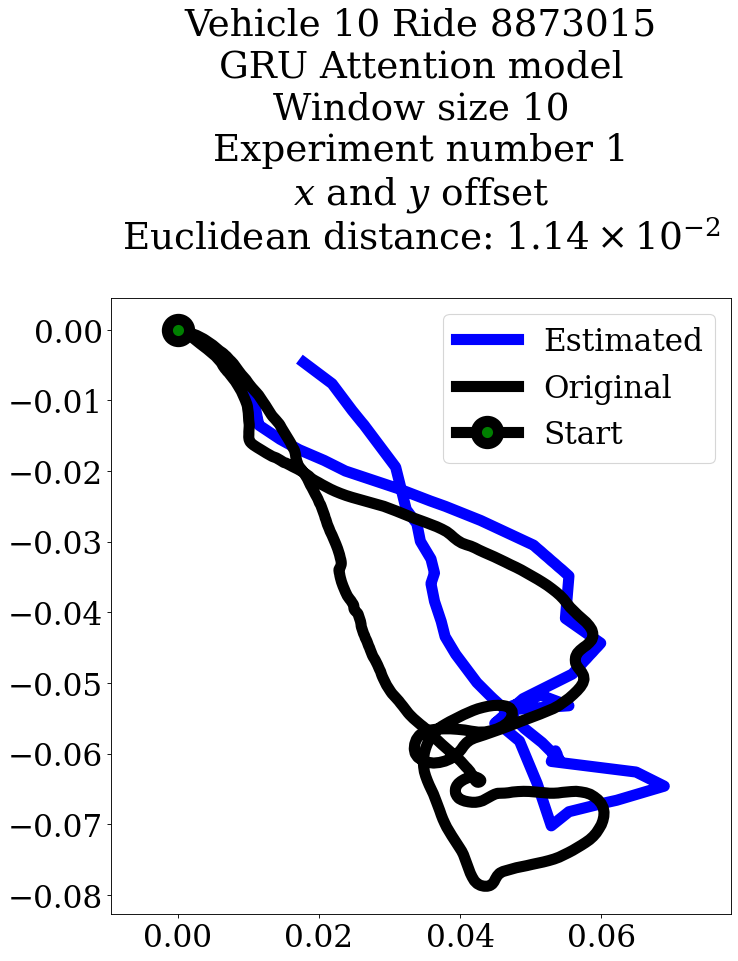 Vehicle 10 Ride 8873015
GRU Attention model
Window size 10
Experiment number 1
x and y offset
Euclidean distance: 1.14 × 10⁻²
Estimated
Original
Start
0.00
−0.01
−0.02
−0.03
−0.04
−0.05
−0.06
−0.07
−0.08
0.00 0.02 0.04 0.06